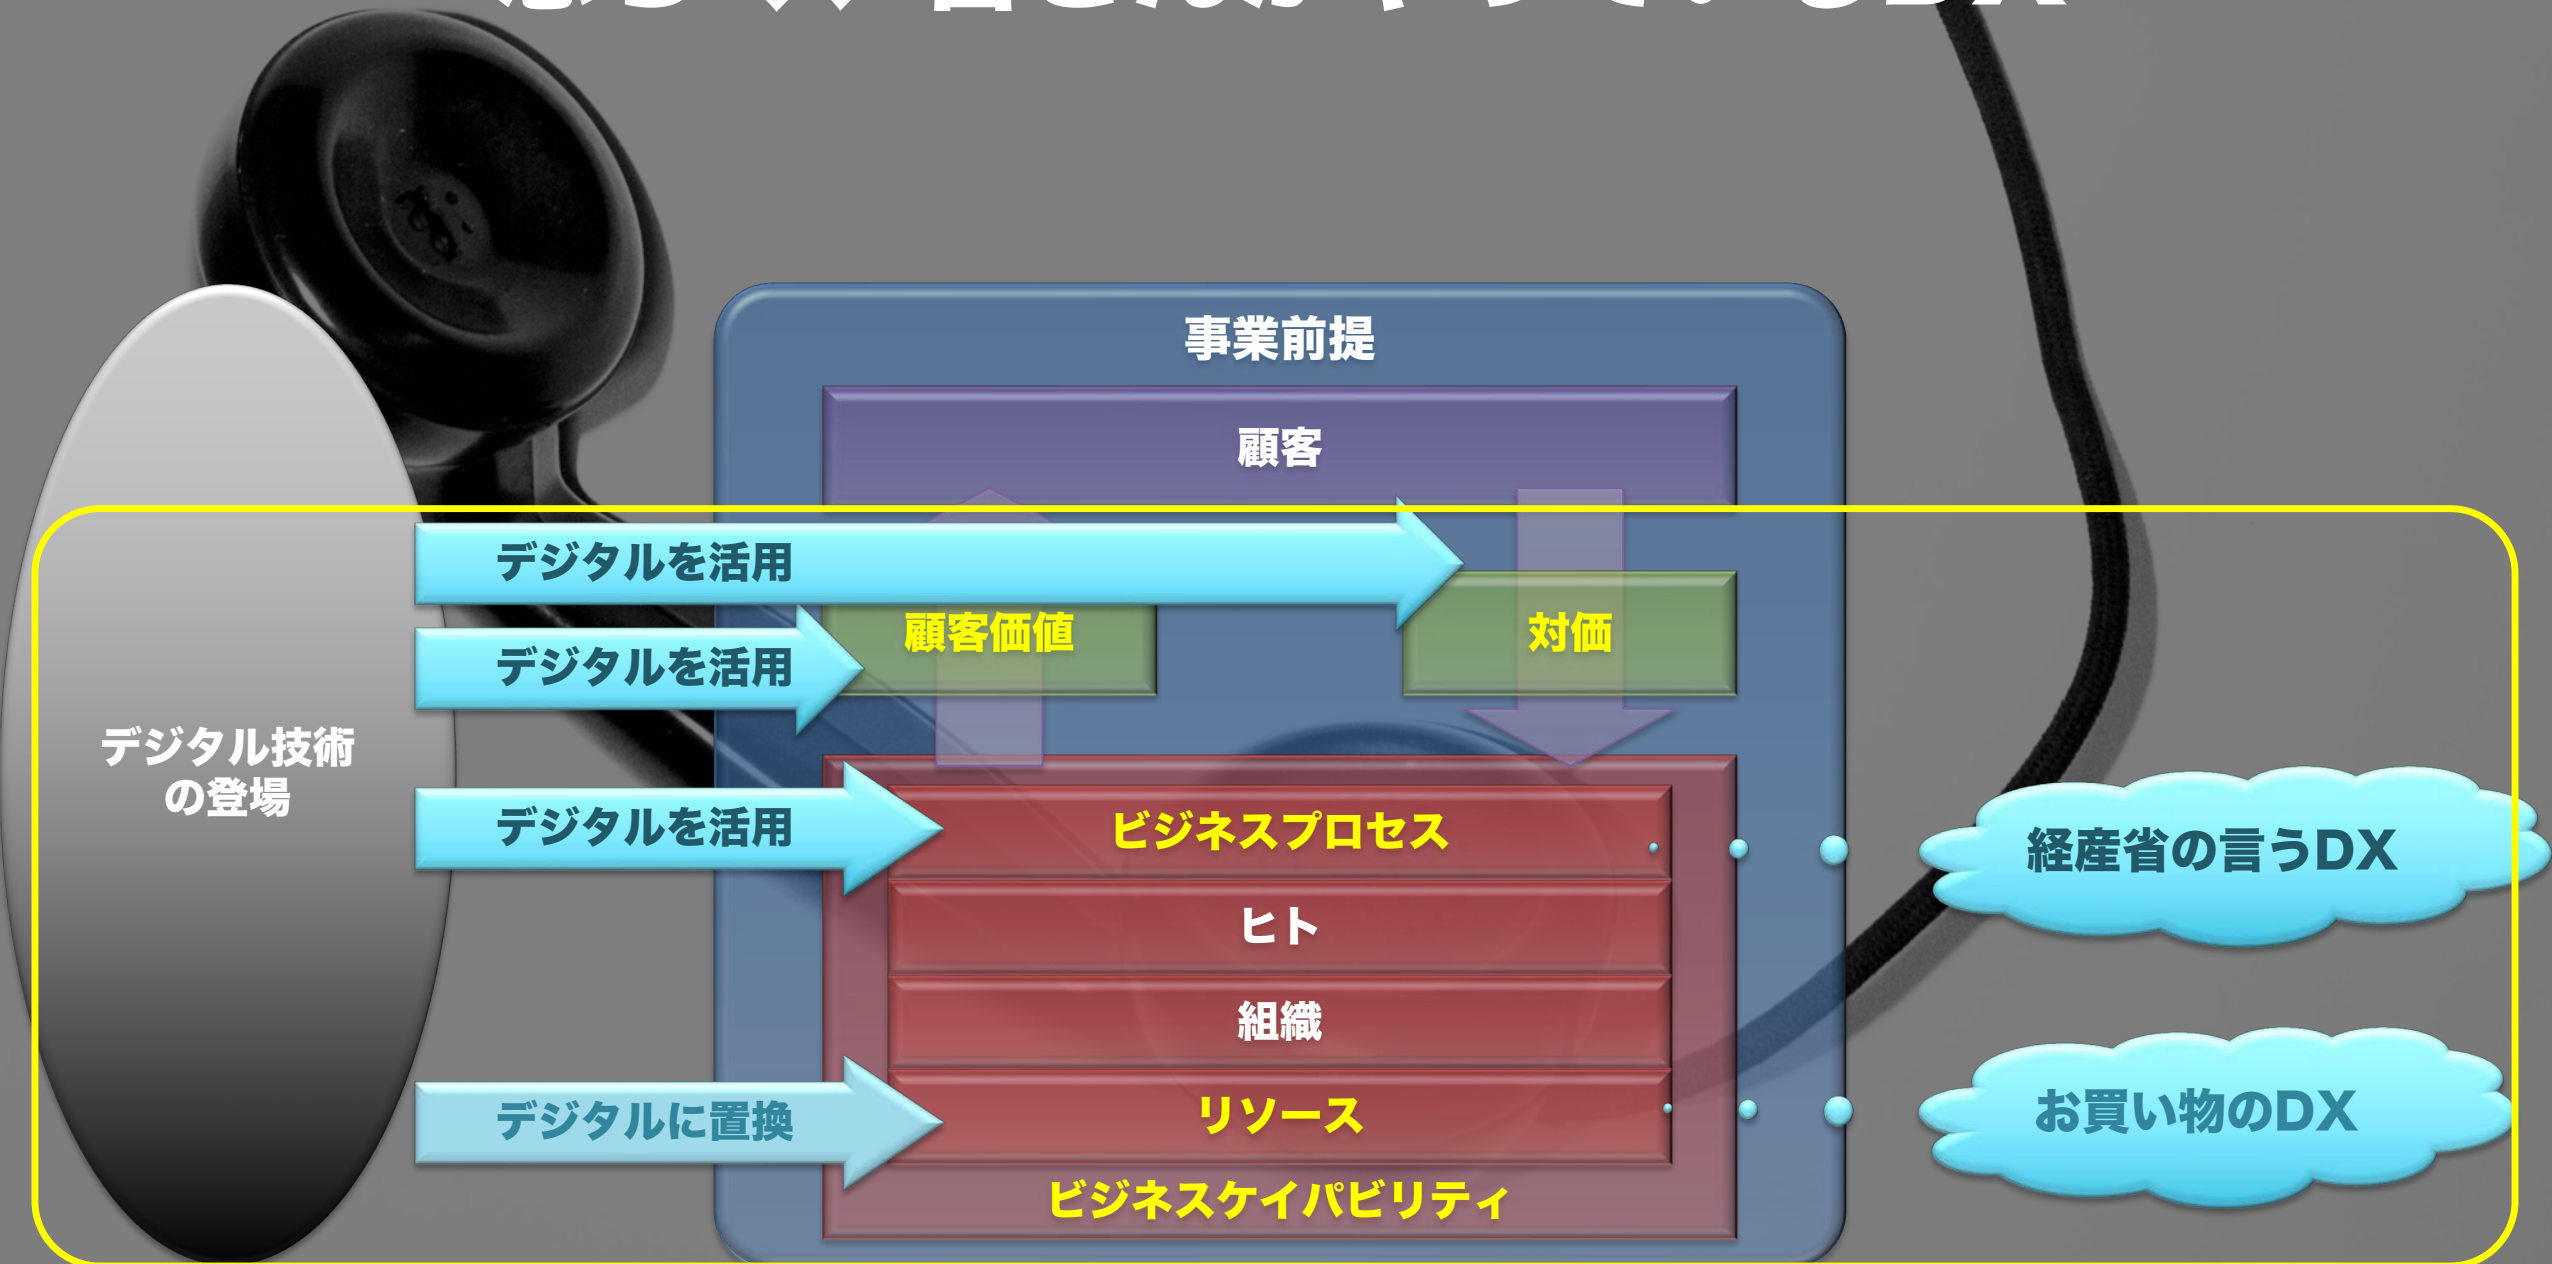 事業前提
顧客
デジタルを活用
顧客価値
対価
デジタルを活用
デジタル技術
の登場
デジタルを活用
ビジネスプロセス
経産省の言うDX
ヒト
組織
デジタルに置換
リソース
お買い物のDX
ビジネスケイパビリティ